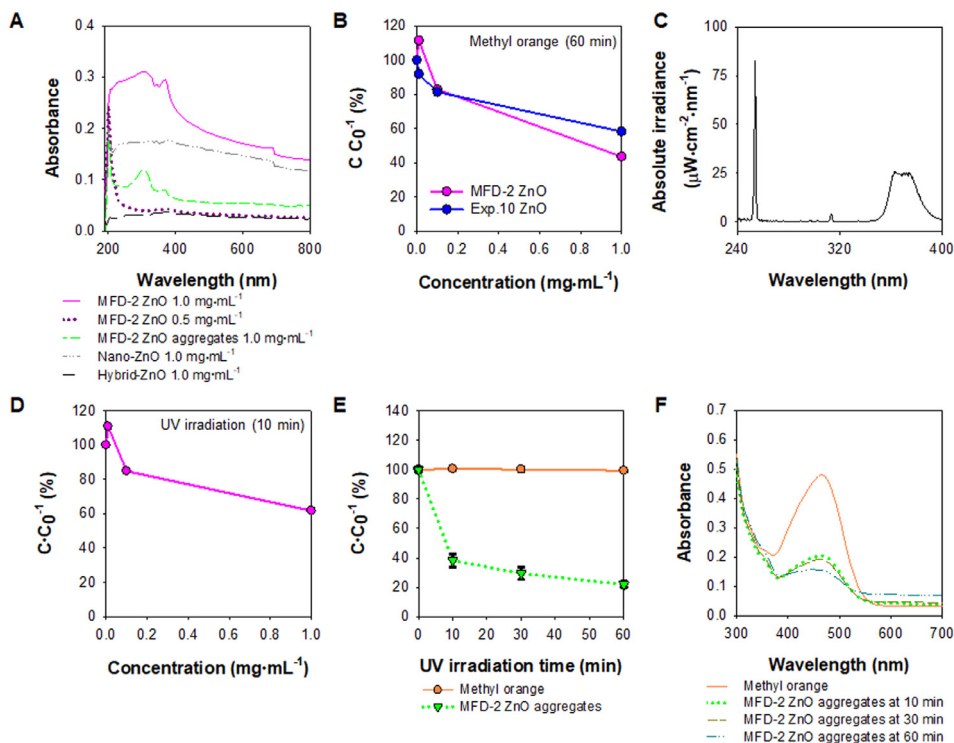 A
0.4
0.3
0.2
0.1
0.0
Absorbance
200
400
600
800
Wavelength (nm)
MFD-2 ZnO 1.0 mg·mL⁻¹
MFD-2 ZnO 0.5 mg·mL⁻¹
MFD-2 ZnO aggregates 1.0 mg·mL⁻¹
Nano-ZnO 1.0 mg·mL⁻¹
Hybrid-ZnO 1.0 mg·mL⁻¹
B
120
100
80
60
40
20
0
C C0⁻¹ (%)
Methyl orange (60 min)
MFD-2 ZnO
Exp.10 ZnO
0.0
0.2
0.4
0.6
0.8
1.0
Concentration (mg·mL⁻¹)
C
100
75
50
25
0
Absolute irradiance
(µW·cm⁻²·nm⁻¹)
240
320
400
Wavelength (nm)
D
120
100
80
60
40
20
0
C·C0⁻¹ (%)
UV irradiation (10 min)
0.0
0.2
0.4
0.6
0.8
1.0
Concentration (mg·mL⁻¹)
E
140
120
100
80
60
40
20
0
C·C0⁻¹ (%)
0
10
20
30
40
50
60
UV irradiation time (min)
Methyl orange
MFD-2 ZnO aggregates
F
0.7
0.6
0.5
0.4
0.3
0.2
0.1
0.0
Absorbance
300
400
500
600
700
Wavelength (nm)
Methyl orange
MFD-2 ZnO aggregates at 10 min
MFD-2 ZnO aggregates at 30 min
MFD-2 ZnO aggregates at 60 min